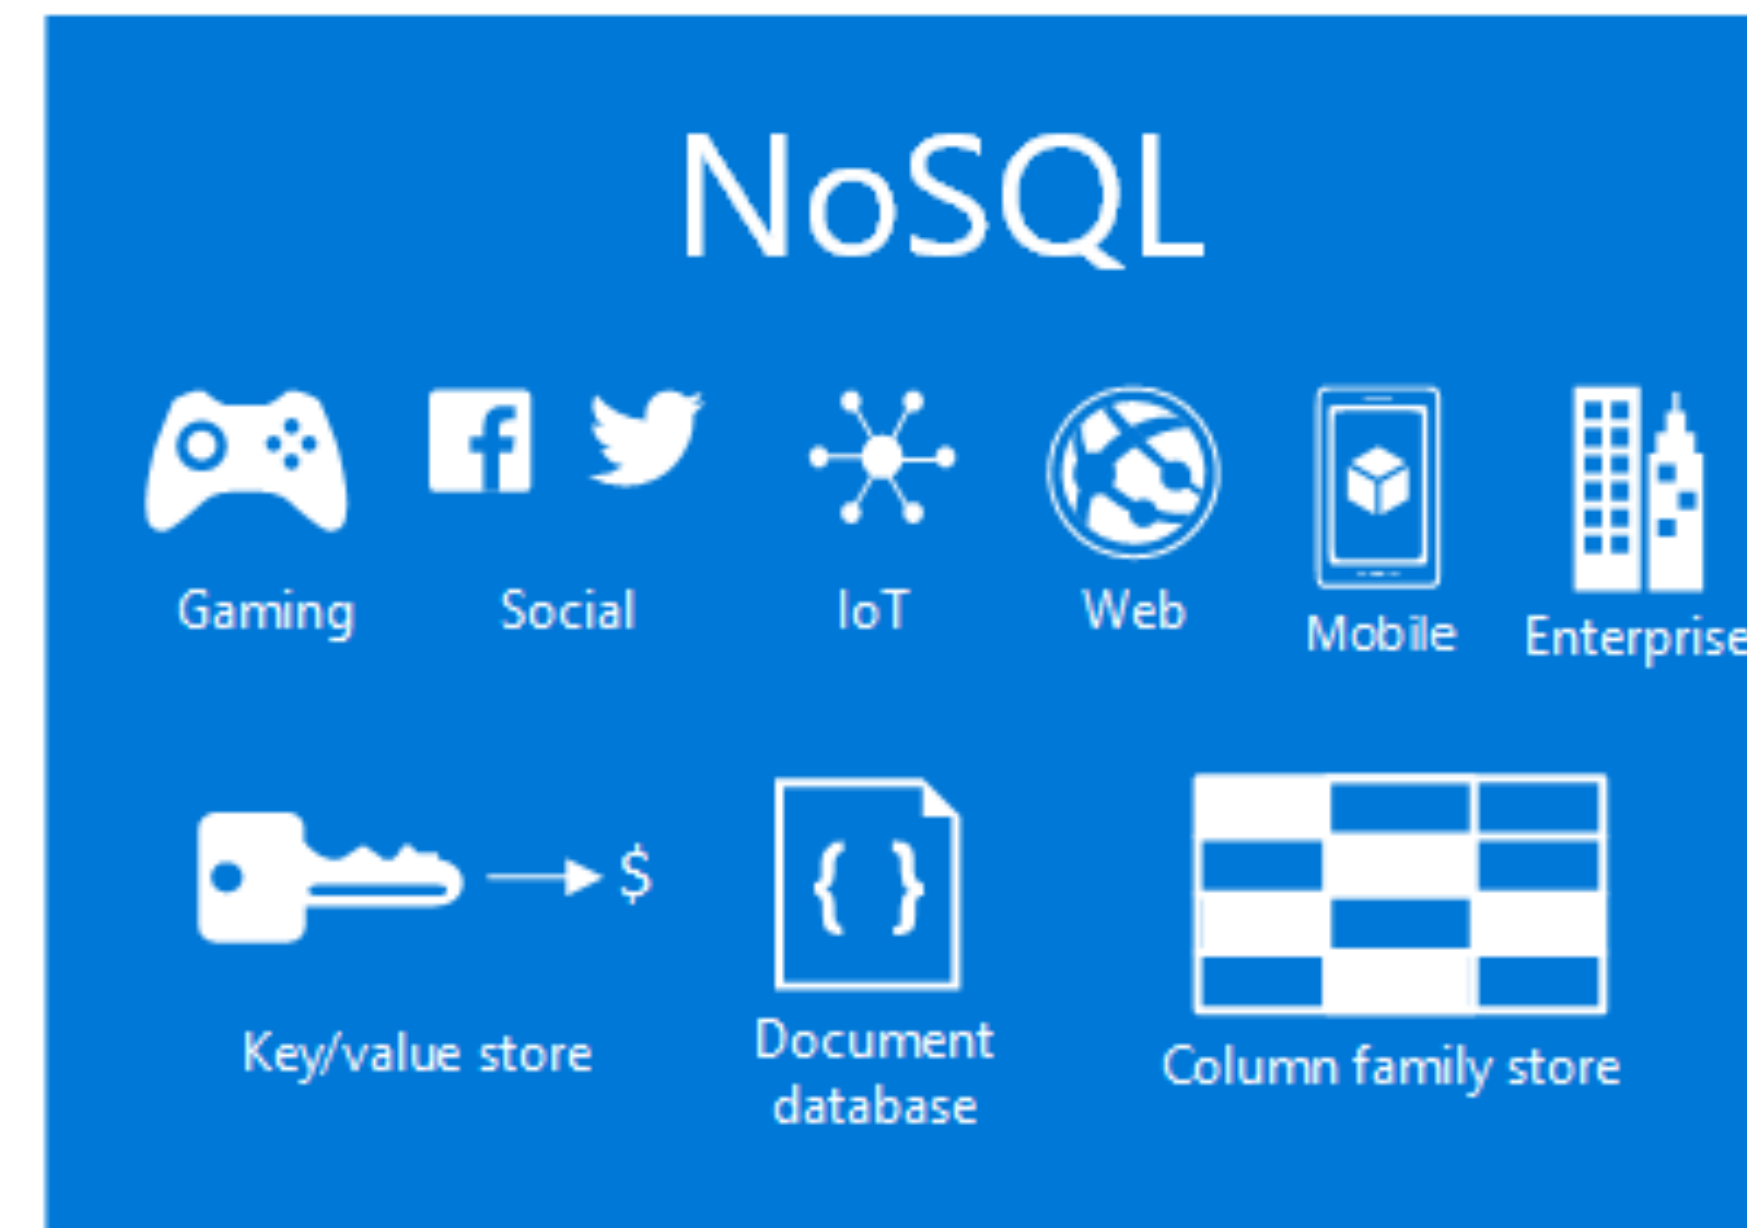 NoSQL
Gaming
Social
IoT
Web
Mobile
Enterprise
$
{ }
Key/value store
Document
database
Column family store